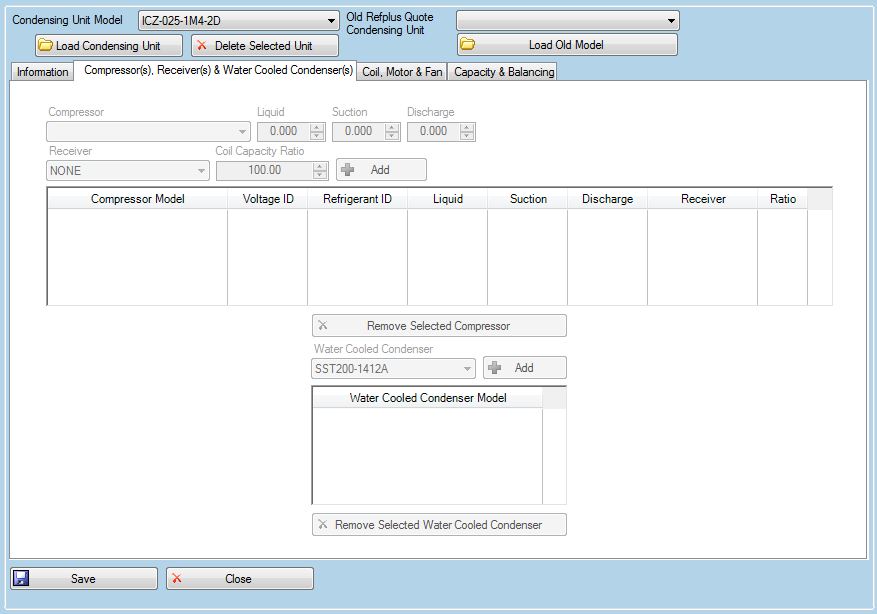 Condensing Unit Model
ICZ-025-1M4-2D
Old Refplus Quote
Condensing Unit
Load Condensing Unit
Delete Selected Unit
Load Old Model
Information
Compressor(s), Receiver(s) & Water Cooled Condenser(s)
Coil, Motor & Fan
Capacity & Balancing
Compressor
Liquid
Suction
Discharge
0.000
0.000
0.000
Receiver
Coil Capacity Ratio
NONE
100.00
Add
Compressor Model
Voltage ID
Refrigerant ID
Liquid
Suction
Discharge
Receiver
Ratio
Remove Selected Compressor
Water Cooled Condenser
SST200-1412A
Add
Water Cooled Condenser Model
Remove Selected Water Cooled Condenser
Save
Close